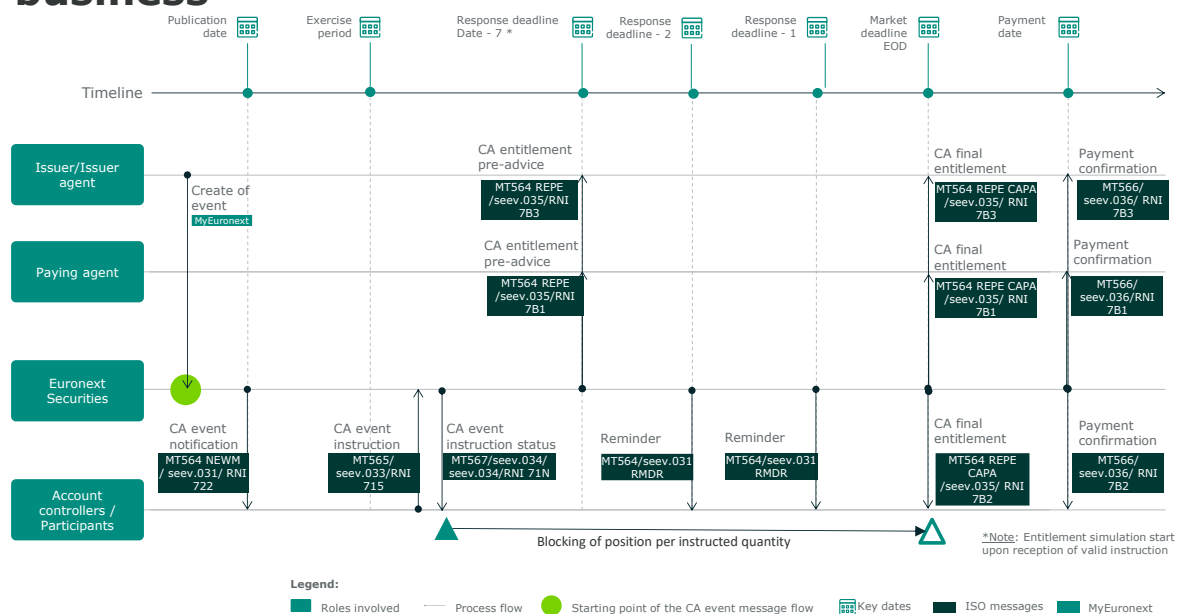 business
Publication
date
Exercise
period
Response deadline
Date - 7 *
Response
deadline - 2
Response
deadline - 1
Market
deadline
EOD
Payment
date
Timeline
Issuer/Issuer
agent
Create of
event
MyEuronext
CA entitlement
pre-advice
MT564 REPE
/seev.035/RNI
7B3
CA final
entitlement
MT564 REPE CAPA
/seev.035/ RNI
7B3
Payment
confirmation
MT566/
seev.036/ RNI
7B3
Paying agent
CA entitlement
pre-advice
MT564 REPE
/seev.035/RNI
7B1
CA final
entitlement
MT564 REPE CAPA
/seev.035/ RNI
7B1
Payment
confirmation
MT566/
seev.036/RNI
7B1
Euronext
Securities
CA event
notification
MT564 NEWM
/ seev.031/ RNI
722
CA event
instruction
MT565/
seev.033/RNI
715
CA event
instruction status
MT567/seev.034/
seev.034/RNI 71N
Reminder
MT564/seev.031
RMDR
Reminder
MT564/seev.031
RMDR
CA final
entitlement
MT564 REPE
CAPA
/seev.035/ RNI
7B2
Payment
confirmation
MT566/
seev.036/ RNI
7B2
Account
controllers /
Participants
Blocking of position per instructed quantity
*Note: Entitlement simulation start
upon reception of valid instruction
Legend:
Roles involved
Process flow
Starting point of the CA event message flow
Key dates
ISO messages
MyEuronext